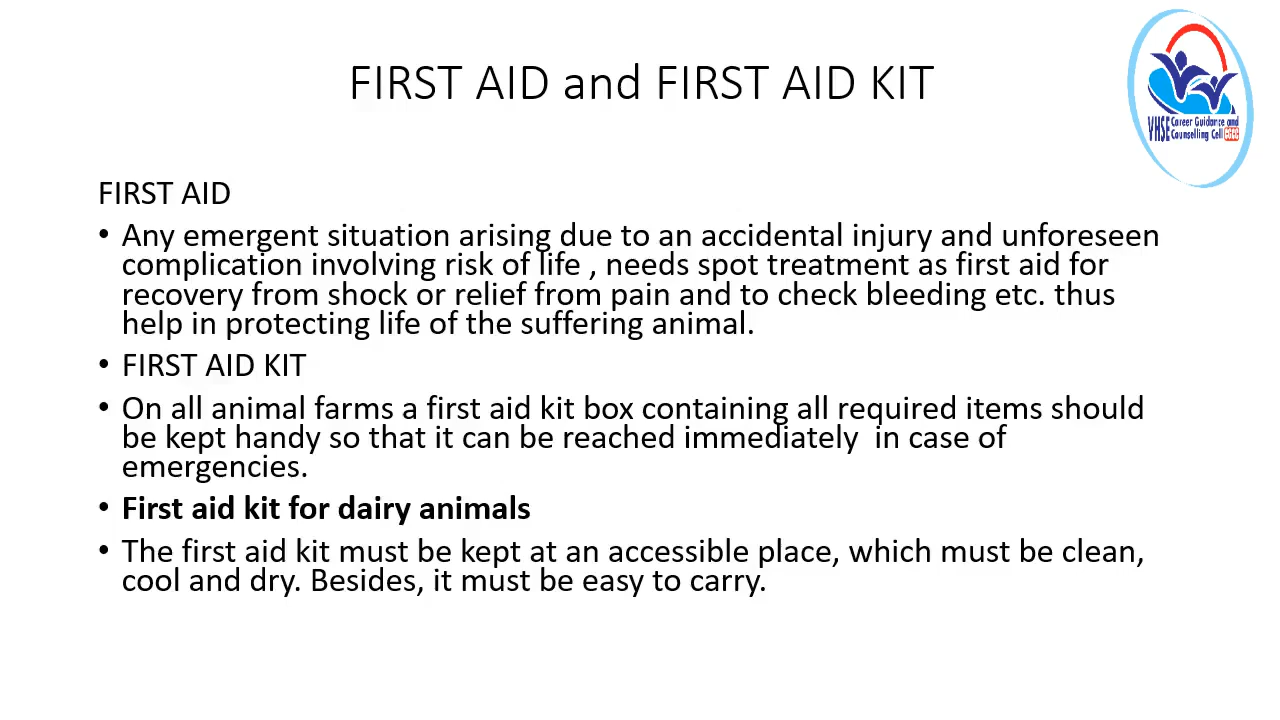 FIRST AID and FIRST AID KIT
VHSE Career Guidance and
Counselling Cell CGCC
FIRST AID
• Any emergent situation arising due to an accidental injury and unforeseen
complication involving risk of life , needs spot treatment as first aid for
recovery from shock or relief from pain and to check bleeding etc. thus
help in protecting life of the suffering animal.
• FIRST AID KIT
• On all animal farms a first aid kit box containing all required items should
be kept handy so that it can be reached immediately  in case of
emergencies.
• First aid kit for dairy animals
• The first aid kit must be kept at an accessible place, which must be clean,
cool and dry. Besides, it must be easy to carry.